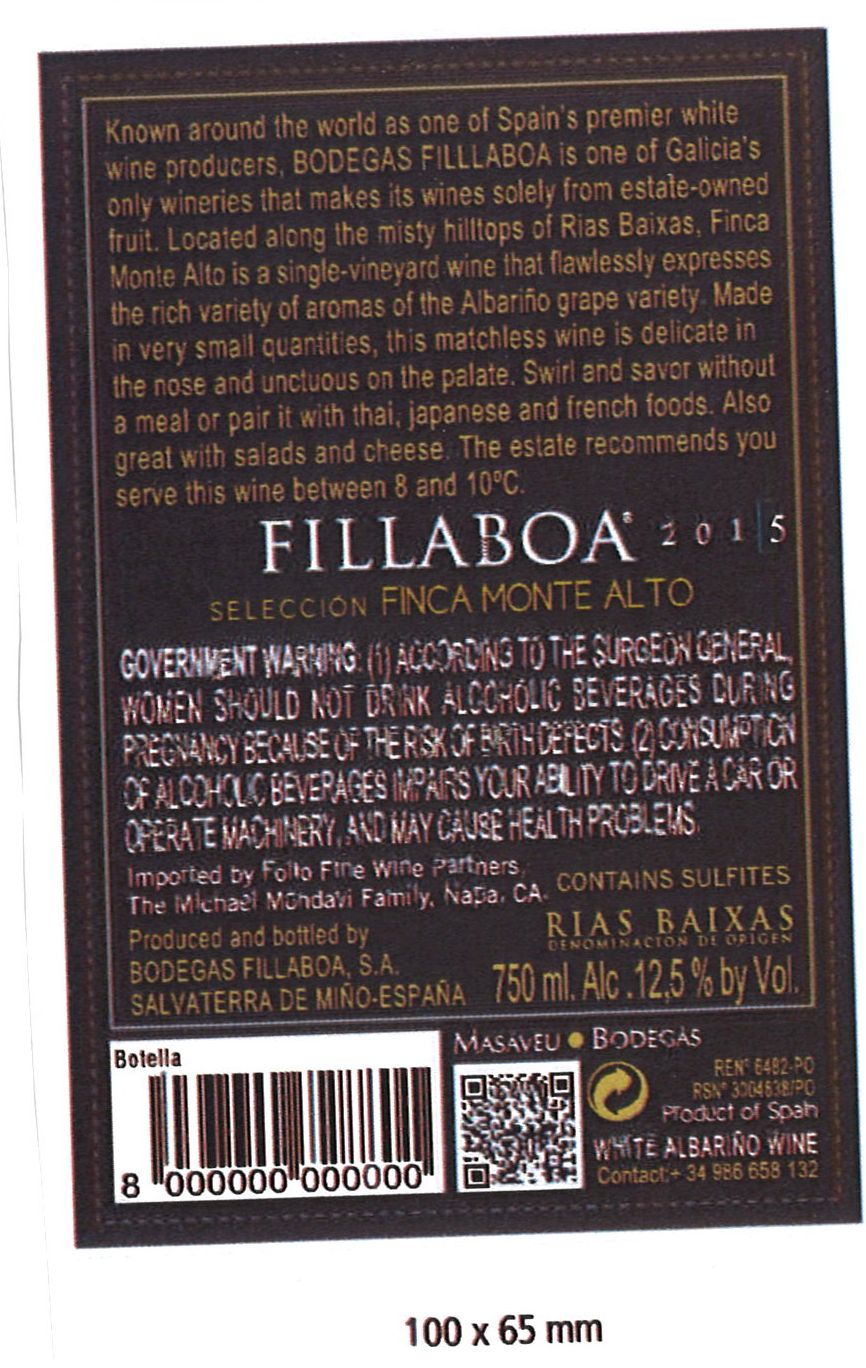 Known around the world as one of Spain's premier white
wine producers, BODEGAS FILLLABOA is one of Galicia's
only wineries that makes its wines solely from estate-owned
fruit. Located along the misty hilltops of Rias Baixas, Finca
Monte Alto is a single-vineyard wine that flawlessly expresses
the rich variety of aromas of the Albariño grape variety. Made
in very small quantities, this matchless wine is delicate in
the nose and unctuous on the palate. Swirl and savor without
a meal or pair it with thai, japanese and french foods. Also
great with salads and cheese. The estate recommends you
serve this wine between 8 and 10ºC.
FILLABOA® 2015
SELECCIÓN FINCA MONTE ALTO
GOVERNMENT WARNING: (1) ACCORDING TO THE SURGEON GENERAL,
WOMEN SHOULD NOT DRINK ALCOHOLIC BEVERAGES DURING
PREGNANCY BECAUSE OF THE RISK OF BIRTH DEFECTS. (2) CONSUMPTION
OF ALCOHOLIC BEVERAGES IMPAIRS YOUR ABILITY TO DRIVE A CAR OR
OPERATE MACHINERY, AND MAY CAUSE HEALTH PROBLEMS.
Imported by Folio Fine Wine Partners,
The Michael Mondavi Family, Napa, CA.
CONTAINS SULFITES
Produced and bottled by
BODEGAS FILLABOA, S.A.
SALVATERRA DE MIÑO-ESPAÑA
RIAS BAIXAS
DENOMINACION DE ORIGEN
750 ml. Alc .12,5 % by Vol.
MASAVEU BODEGAS
Botella
8 000000 000000
REN° 6482-PO
RSN° 3004638/PO
Product of Spain
WHITE ALBARIÑO WINE
Contact:+ 34 986 658 132
100 x 65 mm